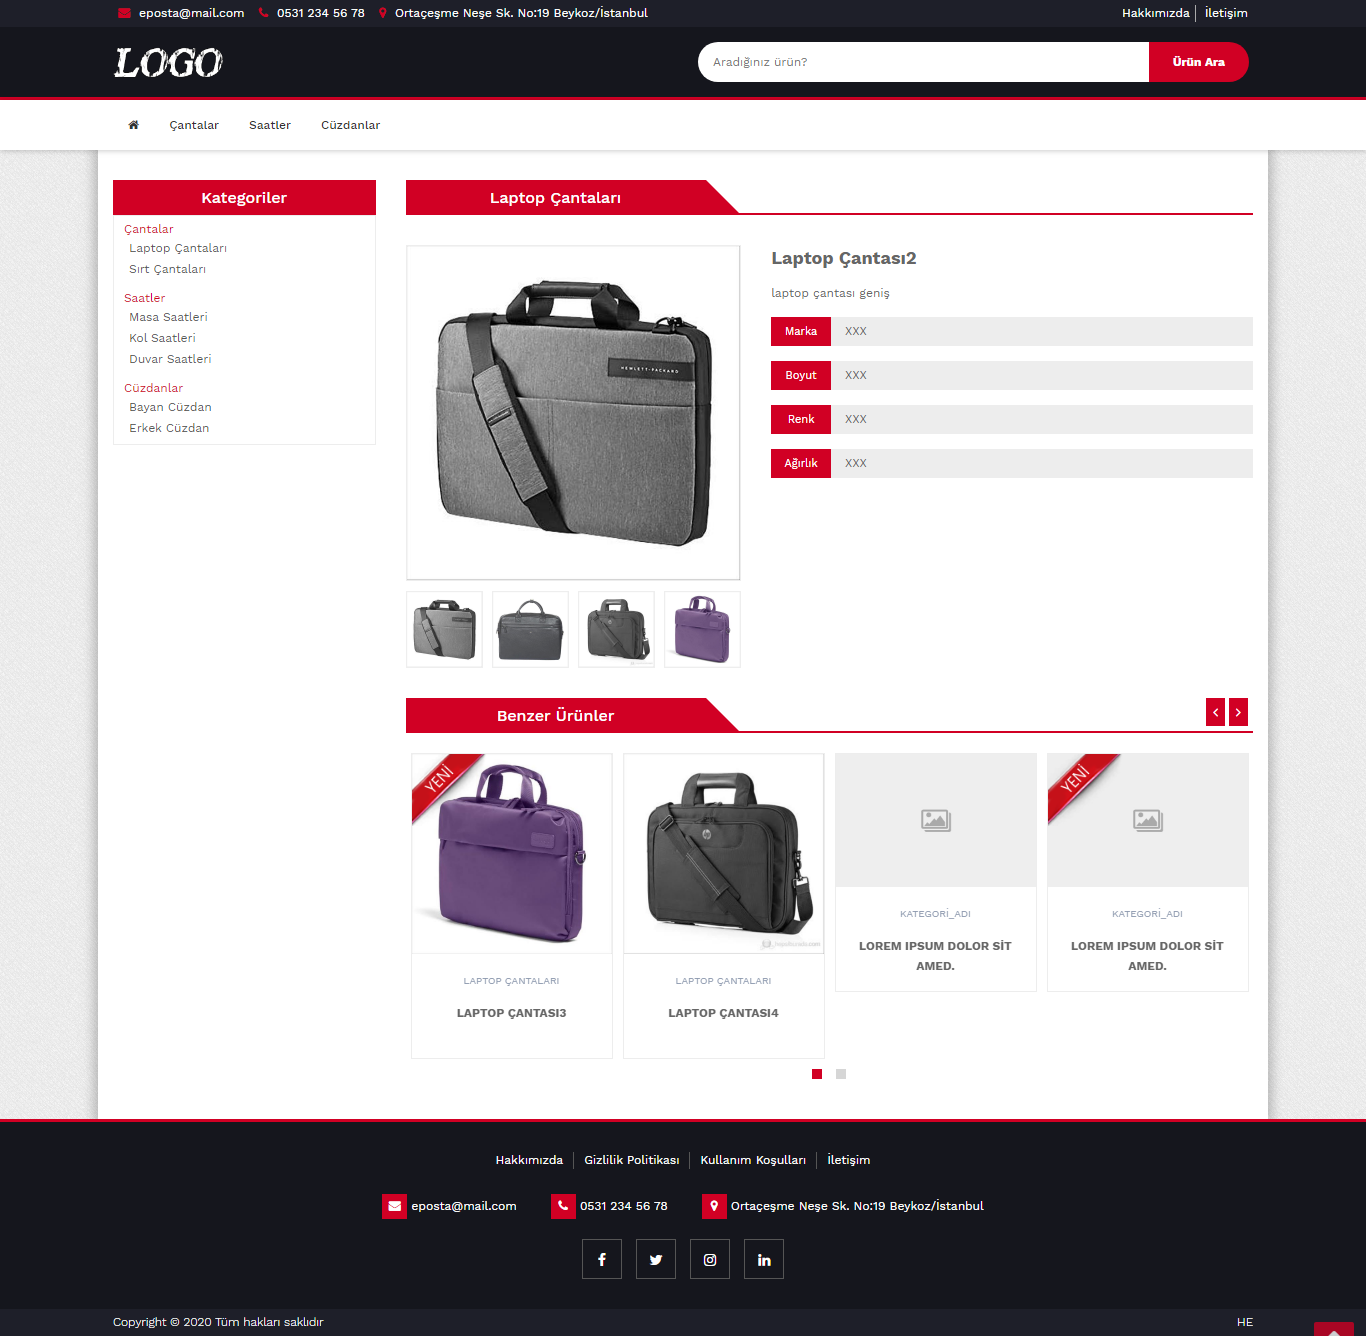 eposta@mail.com 0531 234 56 78 Ortaçeşme Neşe Sk. No:19 Beykoz/İstanbul Hakkımızda İletişim
LOGO
Aradığınız ürün? Ürün Ara
Çantalar Saatler Cüzdanlar
Kategoriler
Çantalar
Laptop Çantaları
Sırt Çantaları
Saatler
Masa Saatleri
Kol Saatleri
Duvar Saatleri
Cüzdanlar
Bayan Cüzdan
Erkek Cüzdan
Laptop Çantaları
HEWLETT-PACKARD
Laptop Çantası2
laptop çantası geniş
Marka XXX
Boyut XXX
Renk XXX
Ağırlık XXX
Benzer Ürünler
YENİ
LAPTOP ÇANTALARI
LAPTOP ÇANTASI3
hp
LAPTOP ÇANTALARI
LAPTOP ÇANTASI4
KATEGORİ_ADI
LOREM IPSUM DOLOR SİT
AMED.
YENİ
KATEGORİ_ADI
LOREM IPSUM DOLOR SİT
AMED.
Hakkımızda Gizlilik Politikası Kullanım Koşulları İletişim
eposta@mail.com 0531 234 56 78 Ortaçeşme Neşe Sk. No:19 Beykoz/İstanbul
Copyright © 2020 Tüm hakları saklıdır HE